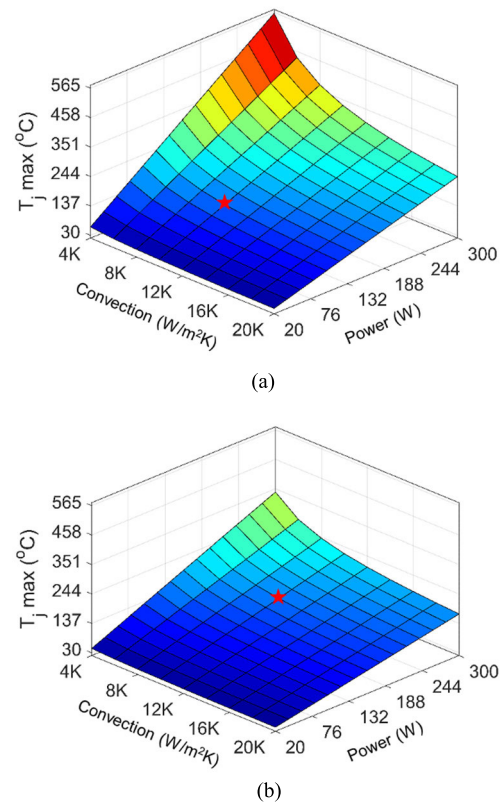 565
458
351
244
137
30
T_j max (°C)
4K
8K
12K
16K
20K
Convection (W/m²K)
20
76
132
188
244
300
Power (W)
(a)
565
458
351
244
137
30
T_j max (°C)
4K
8K
12K
16K
20K
Convection (W/m²K)
20
76
132
188
244
300
Power (W)
(b)